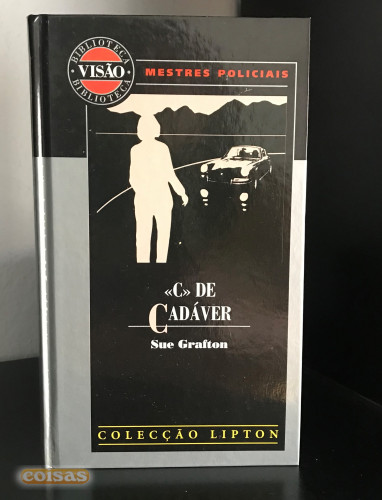 BIBLIOTECA
VISÃO
BIBLIOTECA
MESTRES POLICIAIS
«C» DE
CADÁVER
Sue Grafton
COLECÇÃO LIPTON
coisas